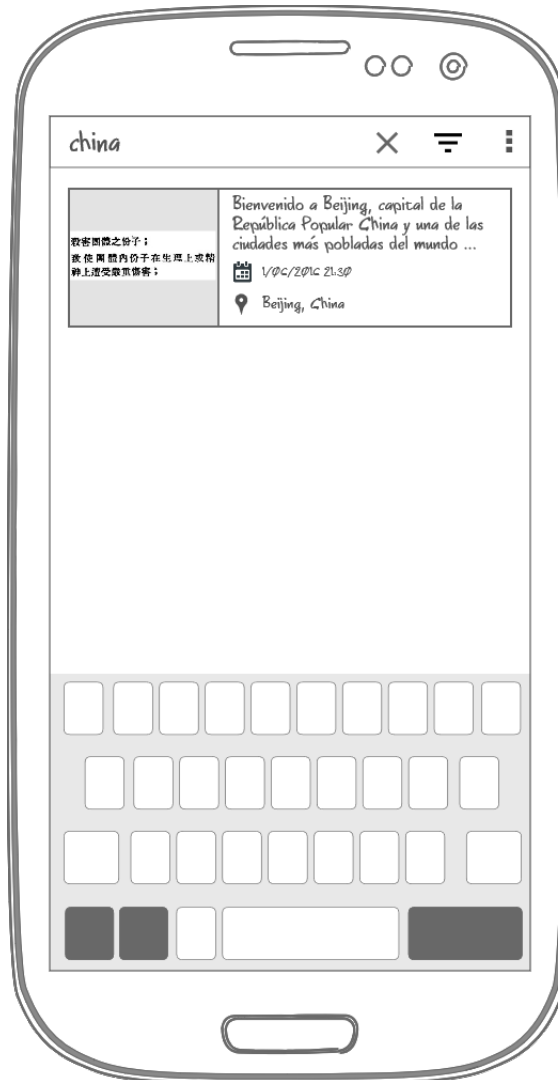 china
殺害團體之份子；
致使團體內份子在生理上或精
神上遭受嚴重傷害；
Bienvenido a Beijing, capital de la
República Popular China y una de las
ciudades más pobladas del mundo ...
1/06/2016 21:30
Beijing, China